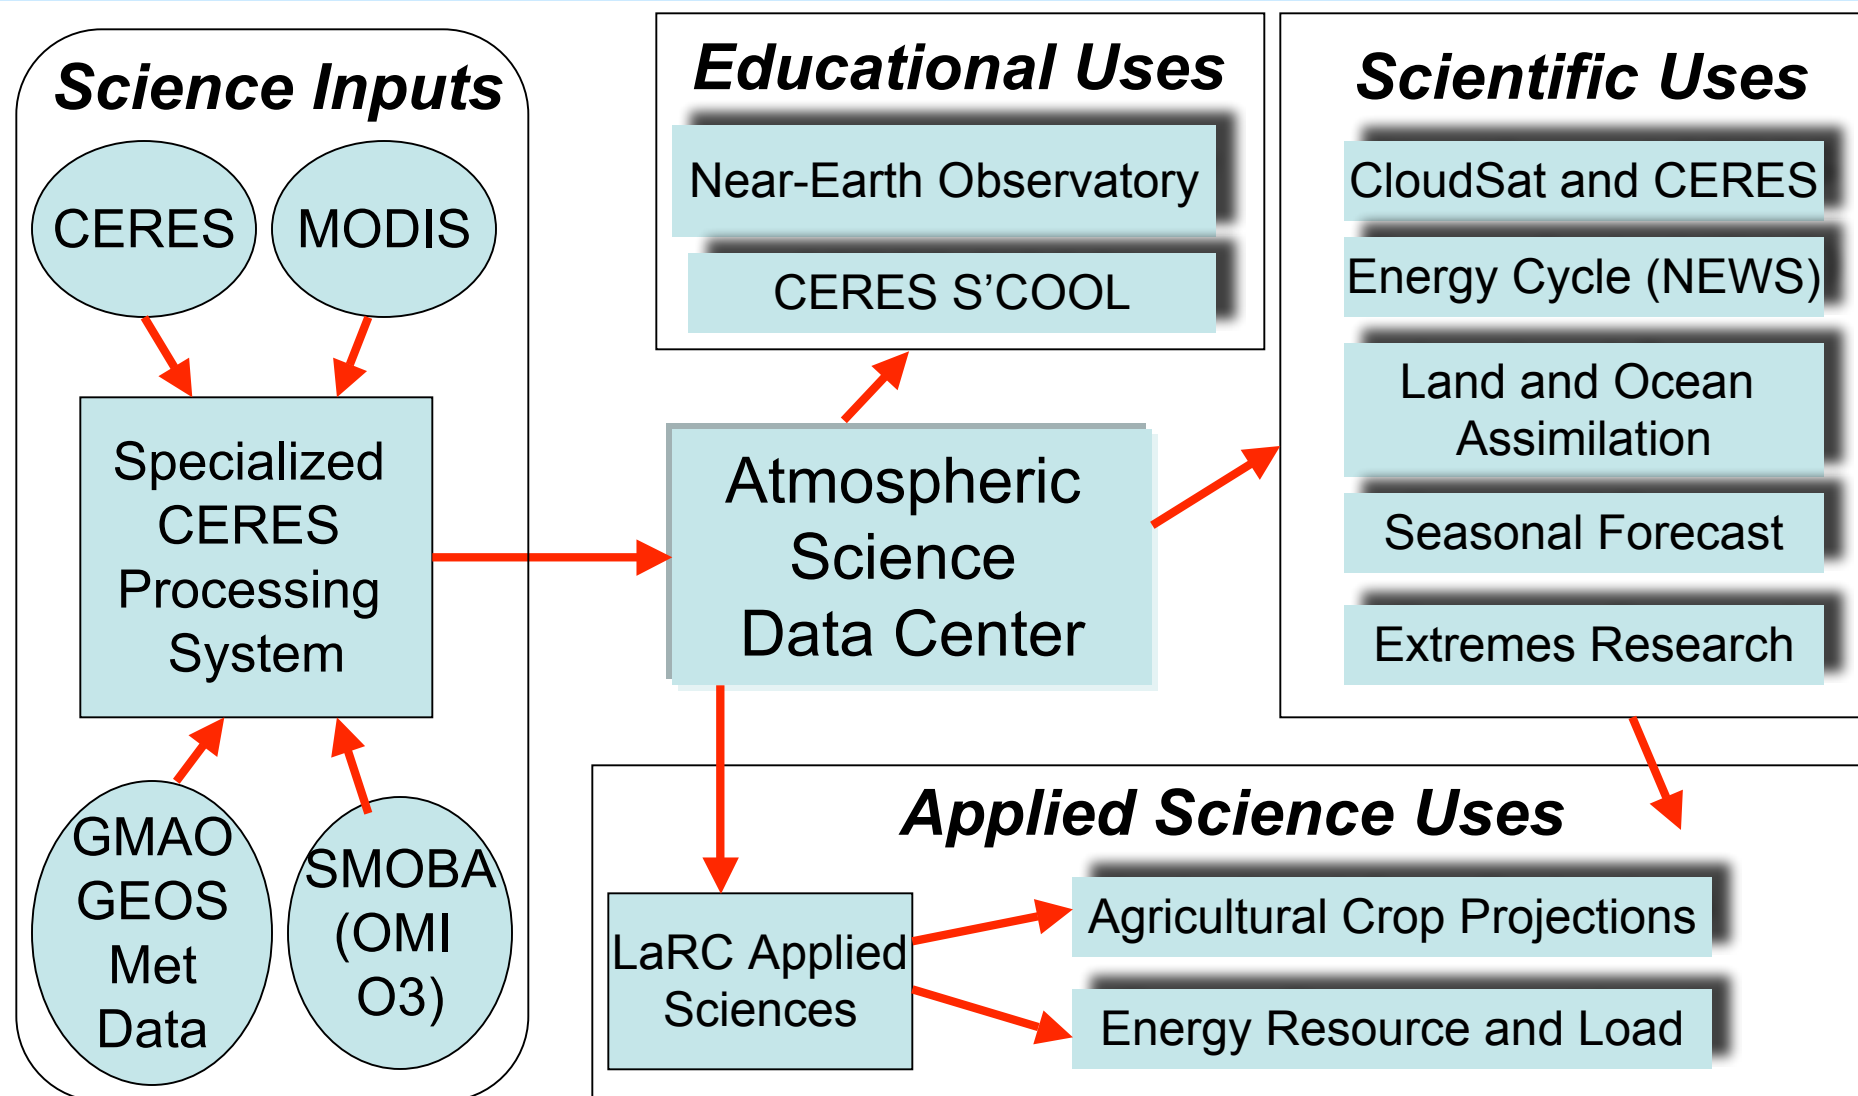 Science Inputs
CERES
MODIS
Specialized
CERES
Processing
System
GMAO
GEOS
Met
Data
SMOBA
(OMI
O3)
Educational Uses
Near-Earth Observatory
CERES S’COOL
Atmospheric
Science
Data Center
Scientific Uses
CloudSat and CERES
Energy Cycle (NEWS)
Land and Ocean
Assimilation
Seasonal Forecast
Extremes Research
Applied Science Uses
LaRC Applied
Sciences
Agricultural Crop Projections
Energy Resource and Load